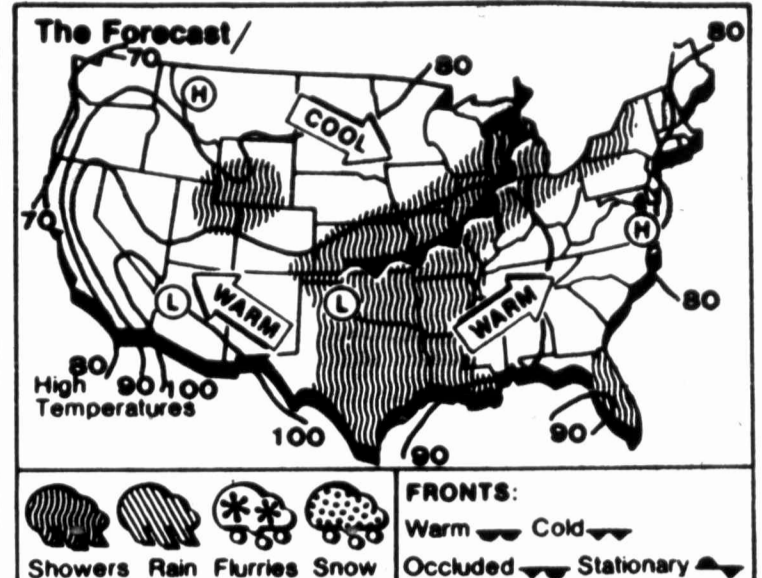 The Forecast/
70
80
80
H
COOL
70
H
L
WARM
L
WARM
80
80
90
100
High
Temperatures
100
90
90
Showers Rain Flurries Snow
FRONTS:
Warm Cold
Occluded Stationary